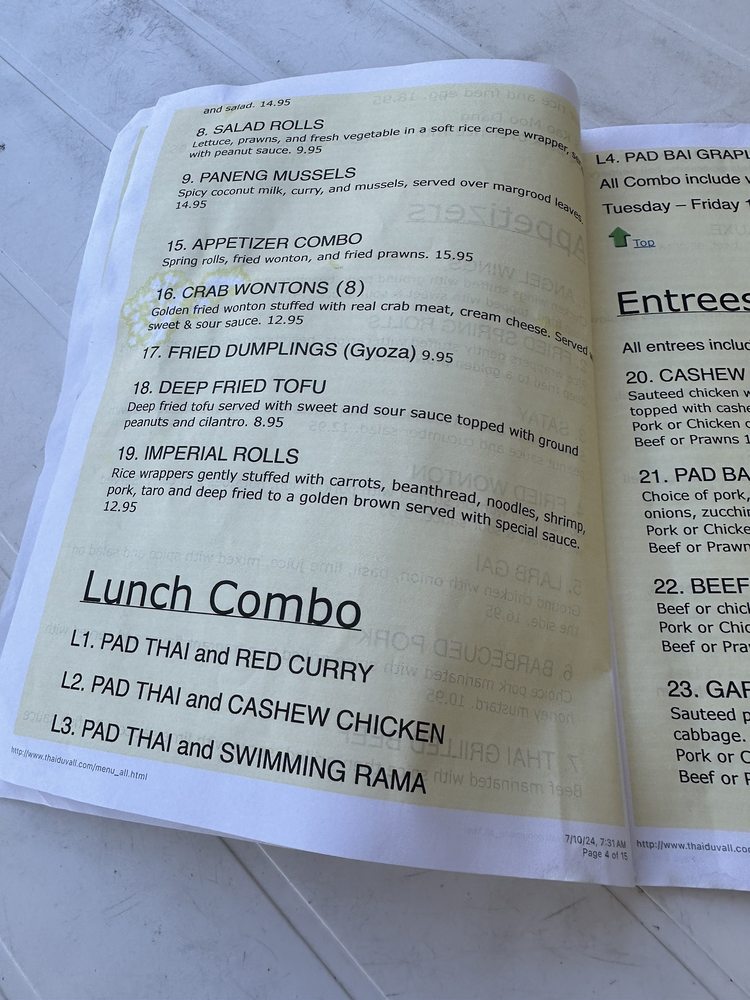 and salad. 14.95
8. SALAD ROLLS
Lettuce, prawns, and fresh vegetable in a soft rice crepe wrapper,
with peanut sauce. 9.95
9. PANENG MUSSELS
Spicy coconut milk, curry, and mussels, served over margrood leaves.
14.95
15. APPETIZER COMBO
Spring rolls, fried wonton, and fried prawns. 15.95
16. CRAB WONTONS (8)
Golden fried wonton stuffed with real crab meat, cream cheese. Served
sweet & sour sauce. 12.95
17. FRIED DUMPLINGS (Gyoza) 9.95
18. DEEP FRIED TOFU
Deep fried tofu served with sweet and sour sauce topped with ground
peanuts and cilantro. 8.95
19. IMPERIAL ROLLS
Rice wrappers gently stuffed with carrots, beanthread, noodles, shrimp,
pork, taro and deep fried to a golden brown served with special sauce.
12.95
Lunch Combo
L1. PAD THAI and RED CURRY
L2. PAD THAI and CASHEW CHICKEN
L3. PAD THAI and SWIMMING RAMA
http://www.thaiduvall.com/menu_all.html
7/10/24, 7:31 AM
Page 4 of 15
L4. PAD BAI
All Combo include
Tuesday – Friday
Top
Entrees
All entrees
20. CASHEW
Sauteed chicken
topped with
Pork or Chicken
Beef or Prawns
21. PAD
Choice of pork,
onions,
Pork or
Beef or
22. BEEF
Beef or
Pork or
Beef or
23.
Sauteed
cabbage.
Pork or
Beef or
http://www.thaiduvall.co